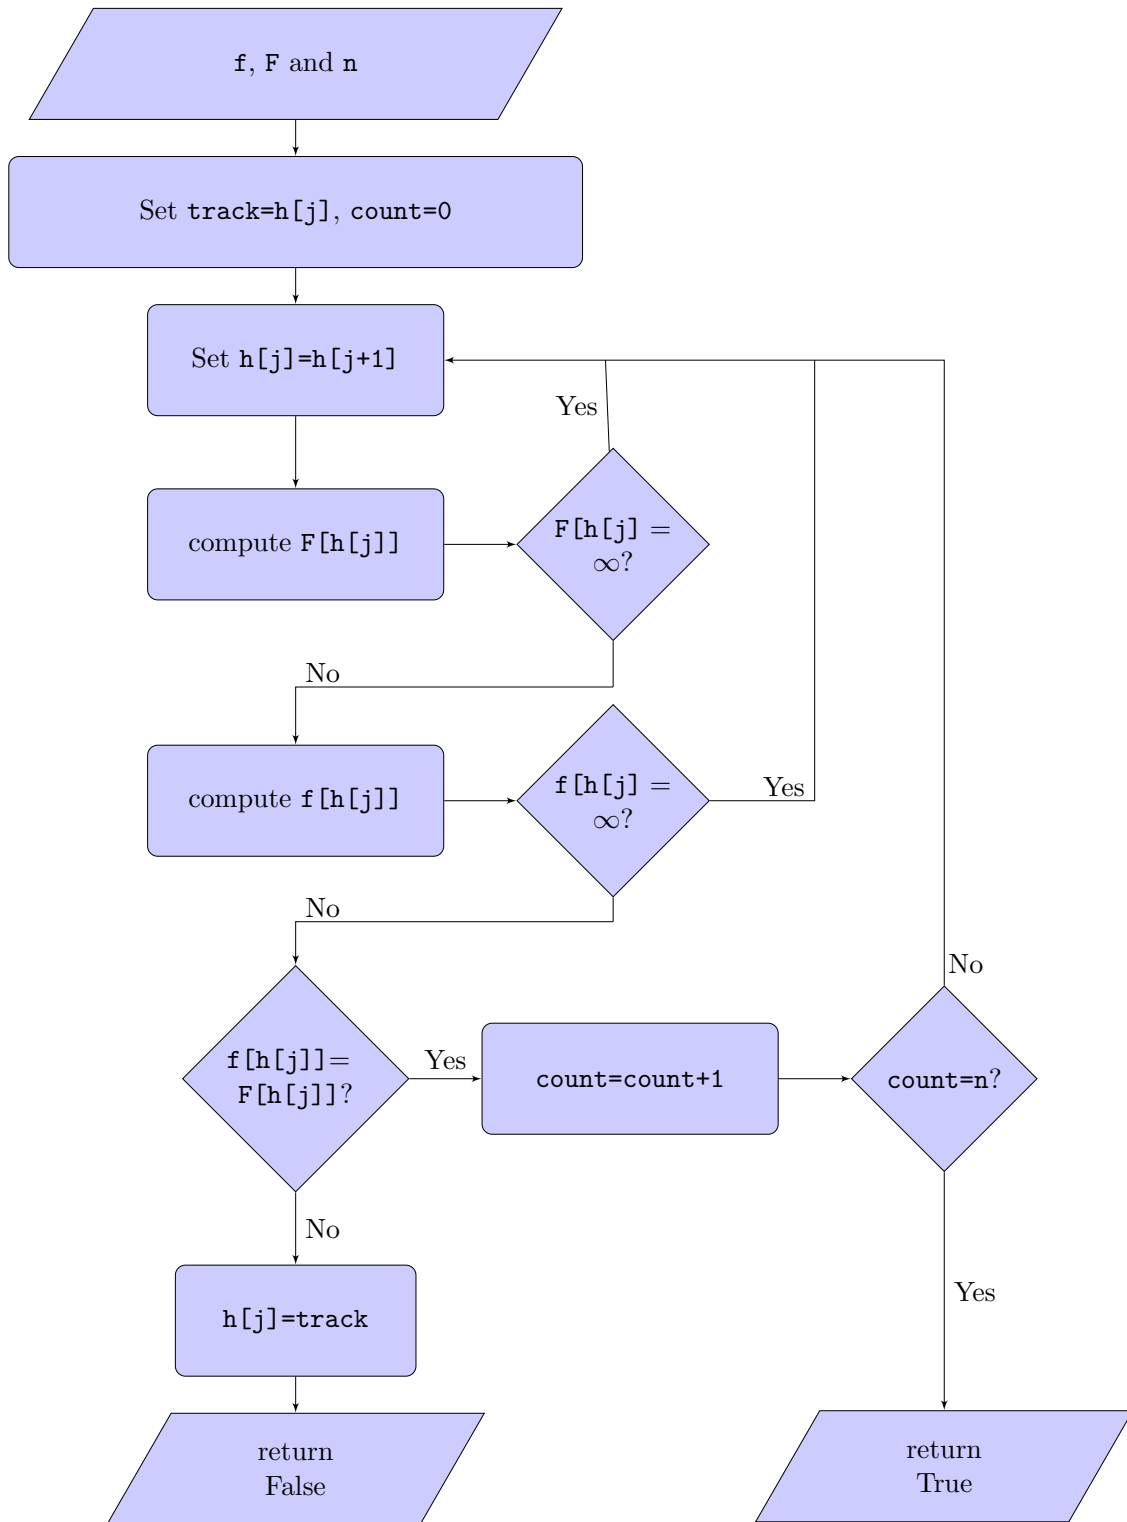 f, F and n
Set track=h[j], count=0
Set h[j]=h[j+1]
Yes
compute F[h[j]]
F[h[j] =
∞?
No
compute f[h[j]]
f[h[j] =
∞?
Yes
No
No
f[h[j]]=
F[h[j]]?
Yes
count=count+1
count=n?
No
h[j]=track
Yes
return
False
return
True